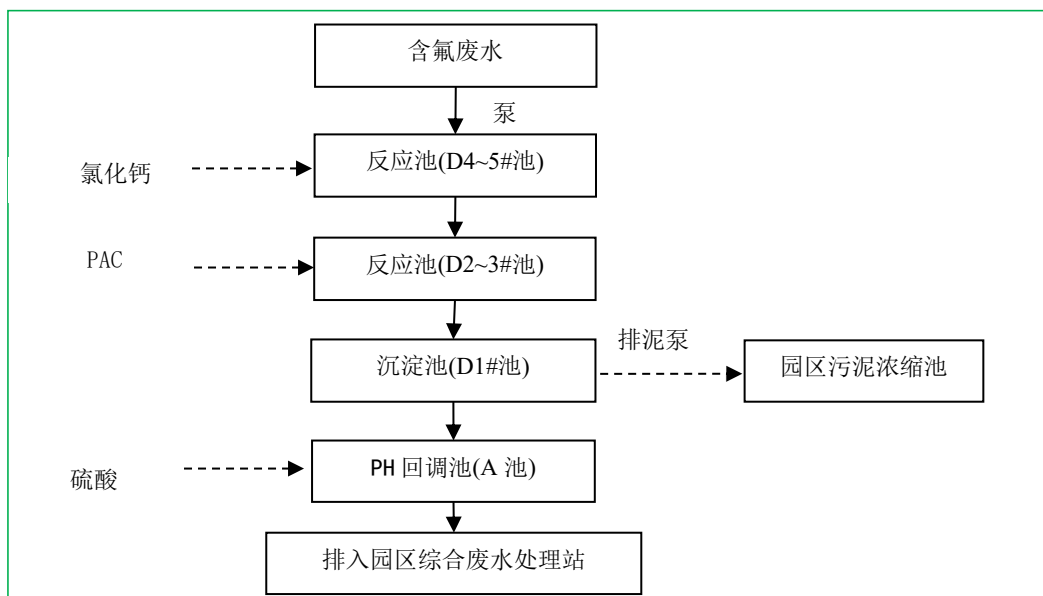 含氟废水
泵
氯化钙
反应池(D4~5#池)
PAC
反应池(D2~3#池)
沉淀池(D1#池)
排泥泵
园区污泥浓缩池
硫酸
PH 回调池(A 池)
排入园区综合废水处理站